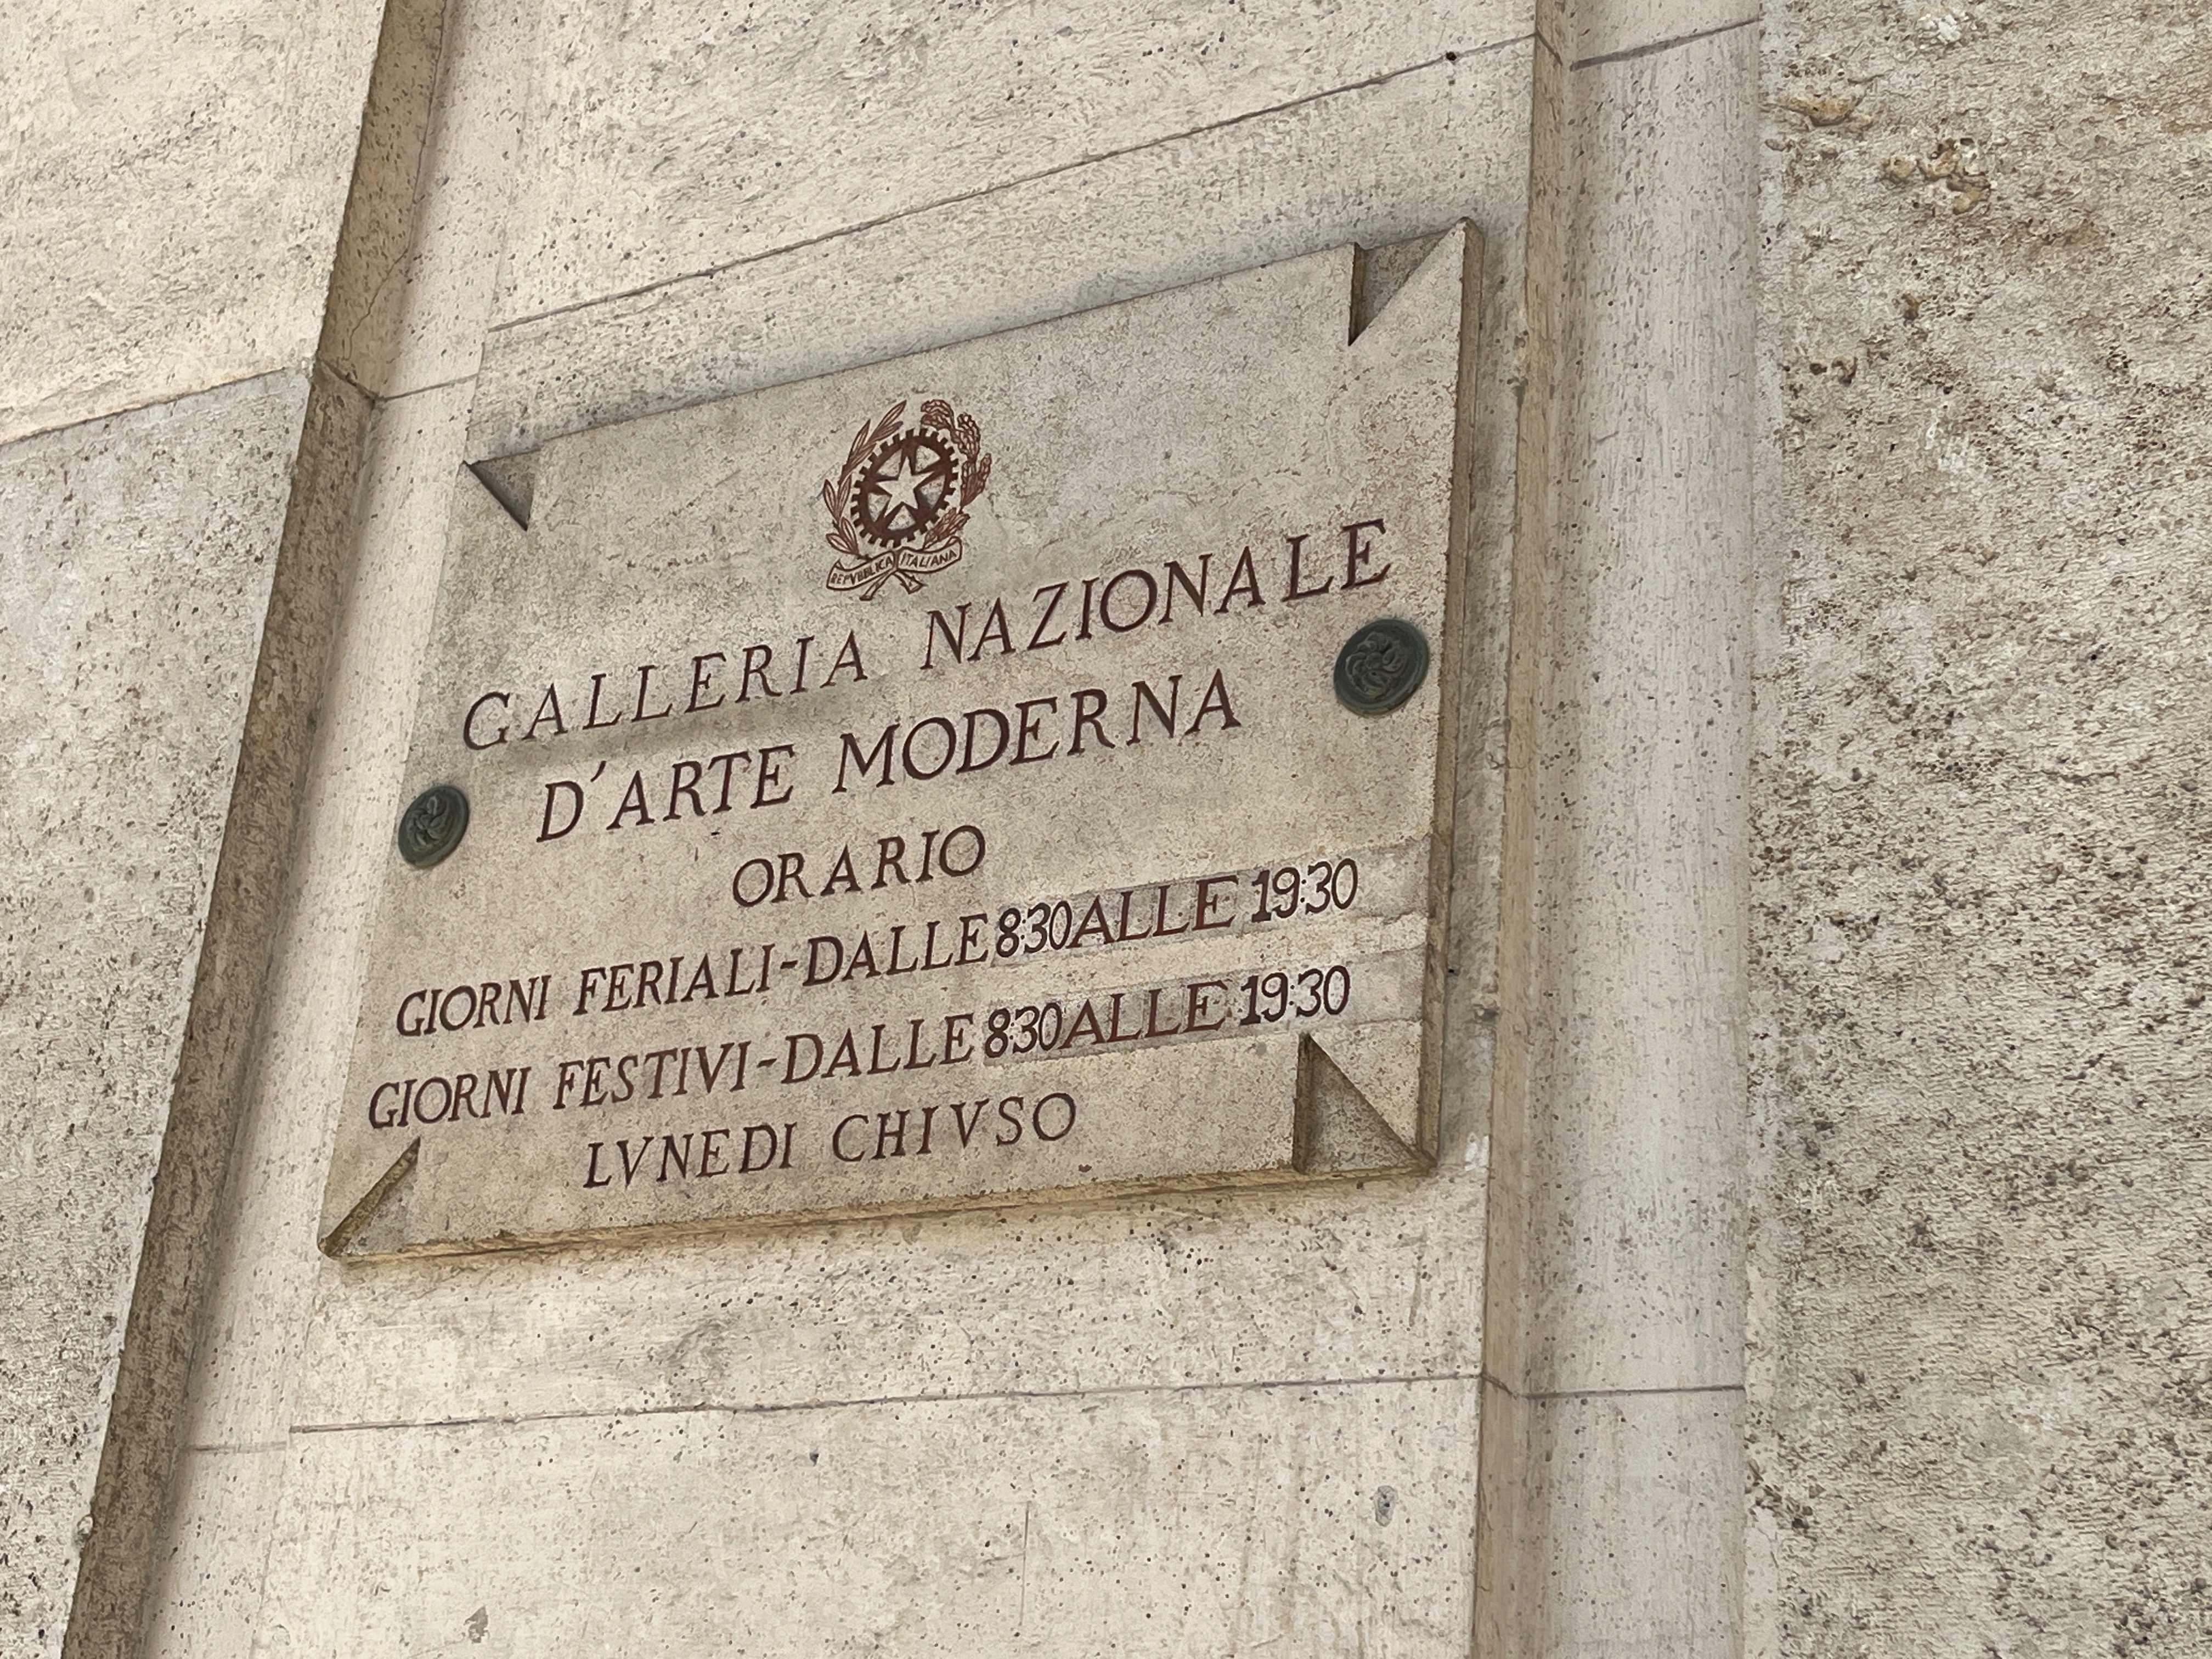 REPVBBLICA ITALIANA
GALLERIA NAZIONALE
D'ARTE MODERNA
ORARIO
GIORNI FERIALI-DALLE 8:30 ALLE 19:30
GIORNI FESTIVI-DALLE 8:30 ALLE 19:30
LVNEDI CHIVSO